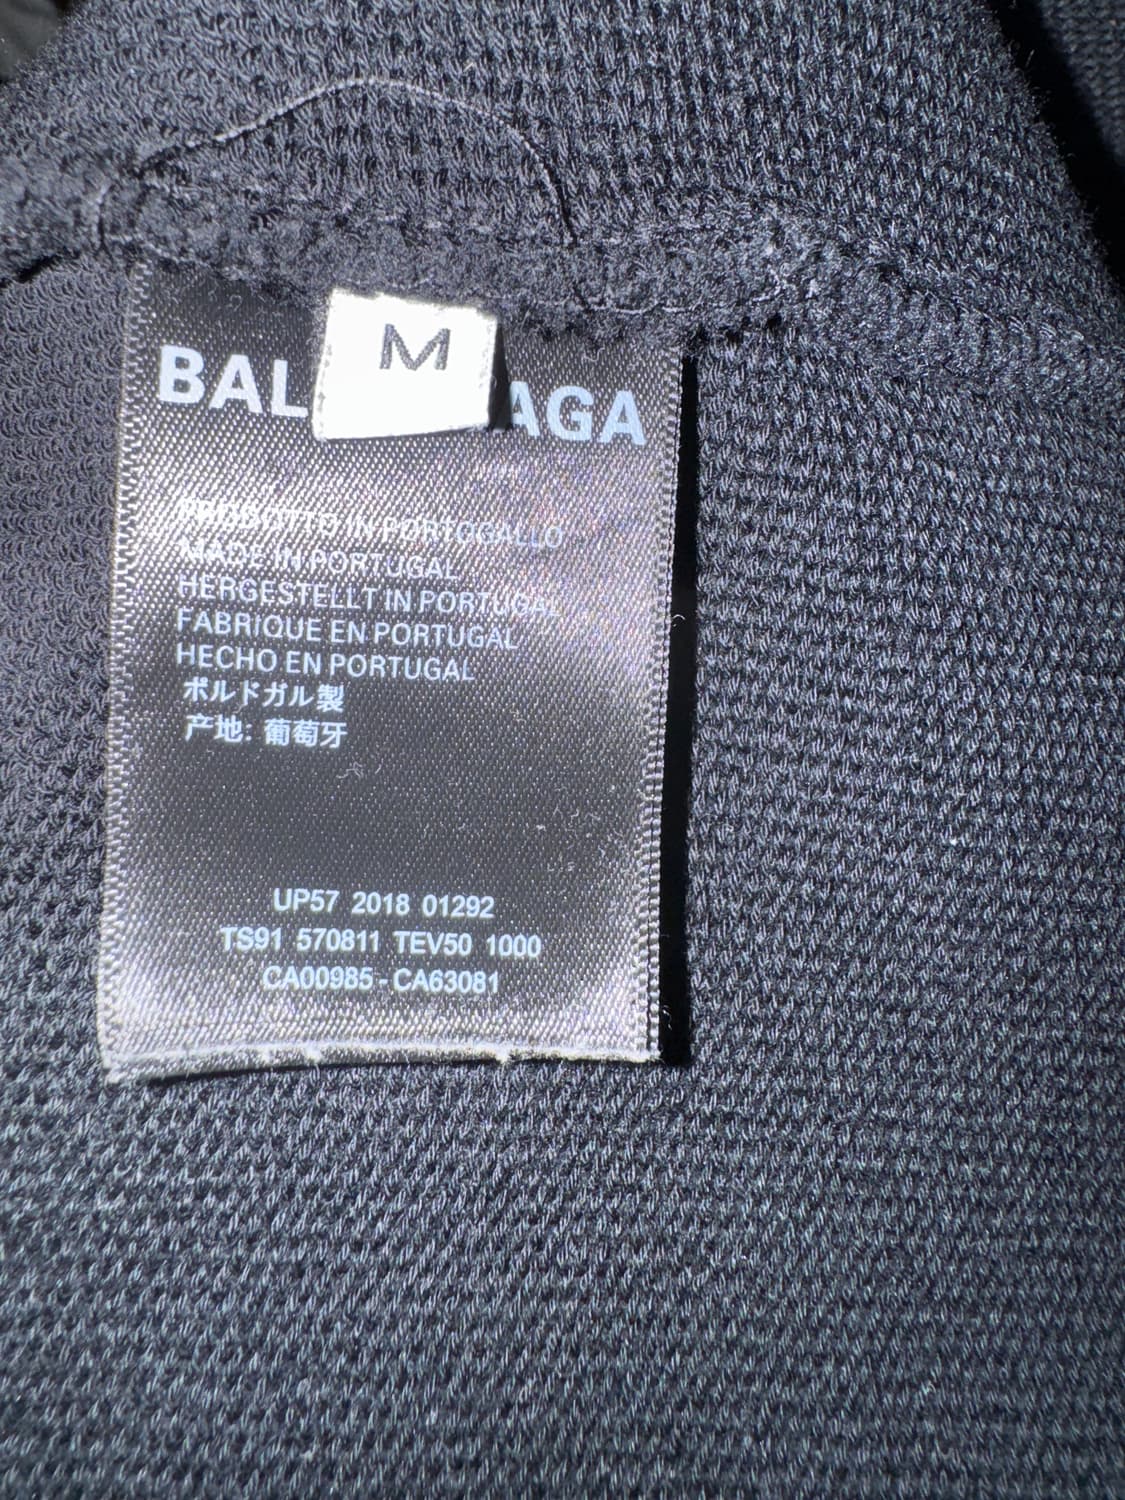 M
BAL AGA
PRODOTTO IN PORTOGALLO
MADE IN PORTUGAL
HERGESTELLT IN PORTUGAL
FABRIQUE EN PORTUGAL
HECHO EN PORTUGAL
ポルドガル製
产地: 葡萄牙
UP57 2018 01292
TS91 570811 TEV50 1000
CA00985 - CA63081